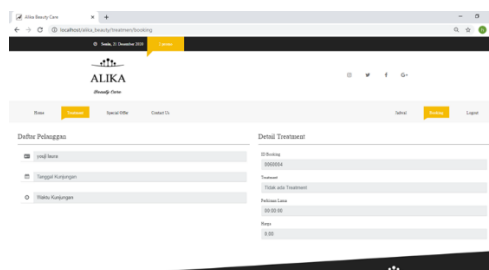 Alika Beauty Care
localhost/alika_beauty/treatmen/booking
Senin, 21 Desember 2020
ALIKA
Beauty Care
G+
Home
Treatment
Special Offer
Contact Us
Booking
Logout
Daftar Pelanggan
Tanggal Kunjungan
Waktu Kunjungan
Detail Treatment
ID Booking
0000004
Treatment
Tidak ada Treatment
Perkiraan Lama
00:00:00
Harga
0.00